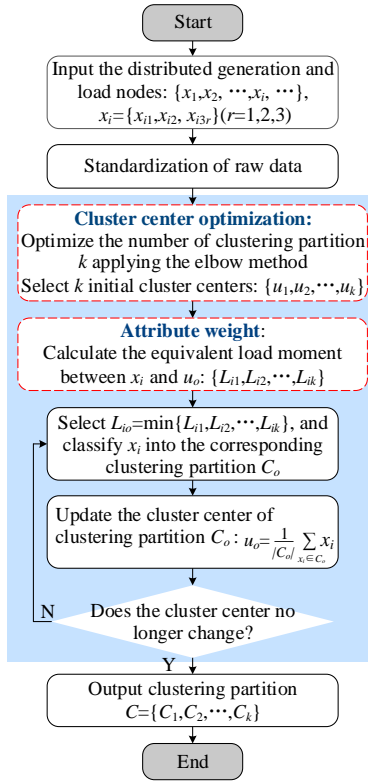 Start
Input the distributed generation and
load nodes: {x₁,x₂, ⋯,xᵢ, ⋯},
xᵢ={xᵢ₁,xᵢ₂, xᵢ₃ᵣ}(r=1,2,3)
Standardization of raw data
Cluster center optimization:
Optimize the number of clustering partition
k applying the elbow method
Select k initial cluster centers: {u₁,u₂,⋯,uₖ}
Attribute weight:
Calculate the equivalent load moment
between xᵢ and uₒ: {Lᵢ₁,Lᵢ₂,⋯,Lᵢₖ}
Select Lᵢₒ=min{Lᵢ₁,Lᵢ₂,⋯,Lᵢₖ}, and
classify xᵢ into the corresponding
clustering partition Cₒ
Update the cluster center of
clustering partition Cₒ : uₒ=1/|Cₒ| ∑xᵢ∈Cₒ xᵢ
N
Does the cluster center no
longer change?
Y
Output clustering partition
C={C₁,C₂,⋯,Cₖ}
End